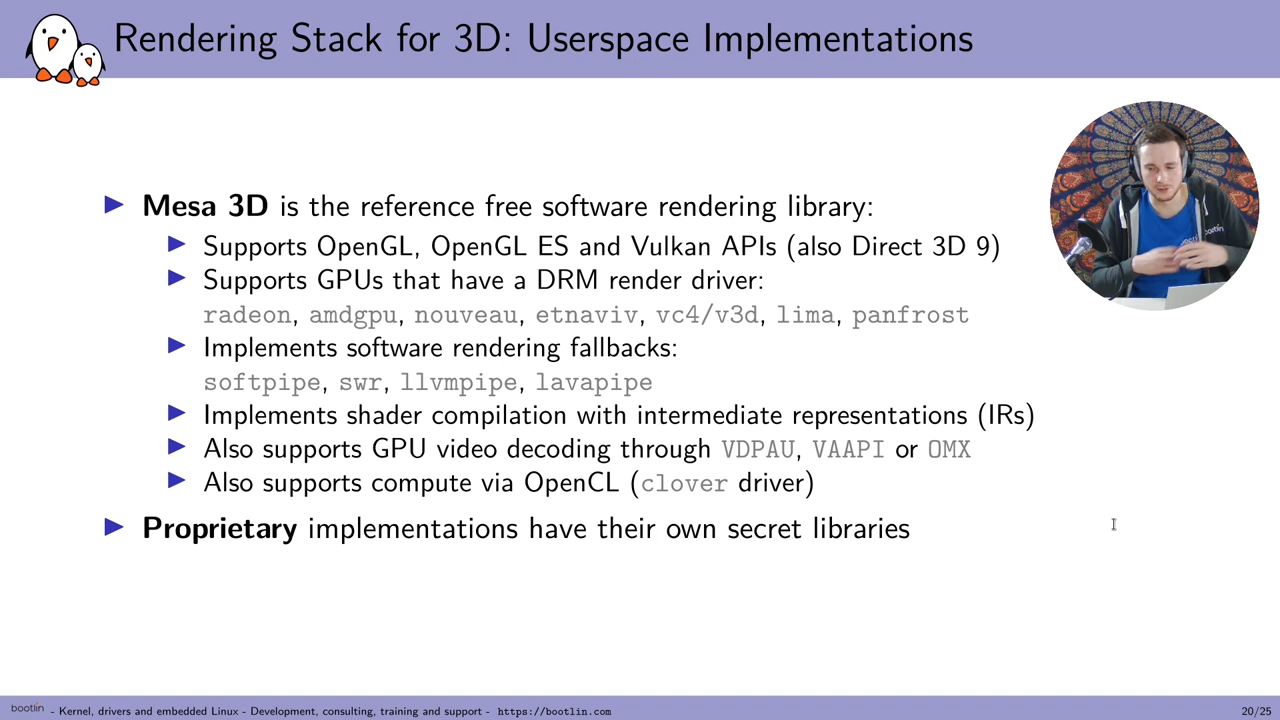 Rendering Stack for 3D: Userspace Implementations
Mesa 3D is the reference free software rendering library:
Supports OpenGL, OpenGL ES and Vulkan APIs (also Direct 3D 9)
Supports GPUs that have a DRM render driver:
radeon, amdgpu, nouveau, etnaviv, vc4/v3d, lima, panfrost
Implements software rendering fallbacks:
softpipe, swr, llvmpipe, lavapipe
Implements shader compilation with intermediate representations (IRs)
Also supports GPU video decoding through VDPAU, VAAPI or OMX
Also supports compute via OpenCL (clover driver)
Proprietary implementations have their own secret libraries
bootlin
bootlin - Kernel, drivers and embedded Linux - Development, consulting, training and support - https://bootlin.com
20/25